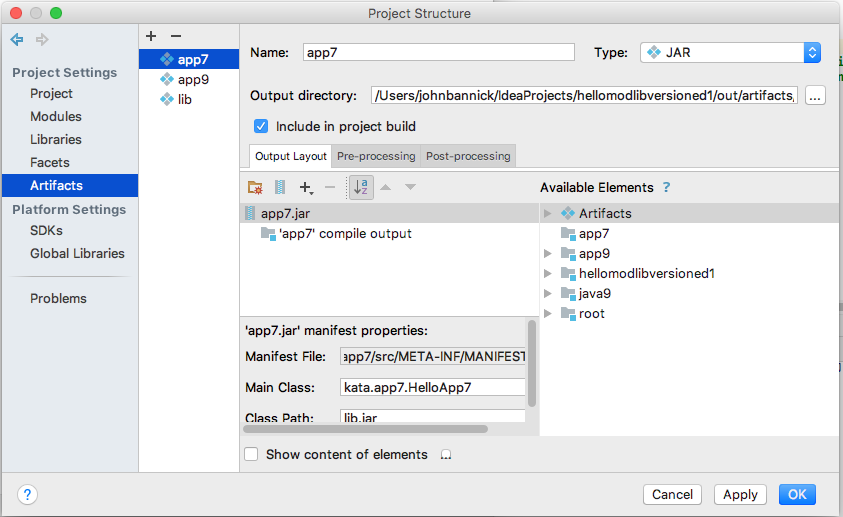 Project Structure
Project Settings
Project
Modules
Libraries
Facets
Artifacts
Platform Settings
SDKs
Global Libraries
Problems
app7
app9
lib
Name: app7 Type: JAR
Output directory: /Users/johnbannick/IdeaProjects/hellomodlibversioned1/out/artifacts, ...
Include in project build
Output Layout Pre-processing Post-processing
app7.jar
'app7' compile output
Available Elements ?
Artifacts
app7
app9
hellomodlibversioned1
java9
root
'app7.jar' manifest properties:
Manifest File: app7/src/META-INF/MANIFEST
Main Class: kata.app7.HelloApp7
Class Path: lib.jar
Show content of elements ...
? Cancel Apply OK